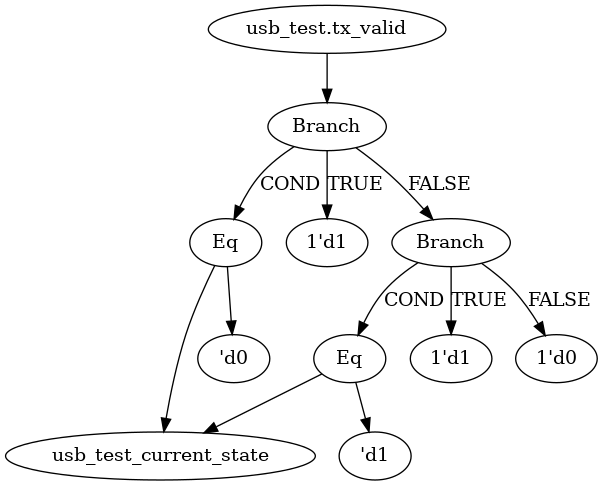 usb_test.tx_valid
Branch
COND
TRUE
FALSE
Eq
1'd1
Branch
COND
TRUE
FALSE
'd0
Eq
1'd1
1'd0
usb_test_current_state
'd1